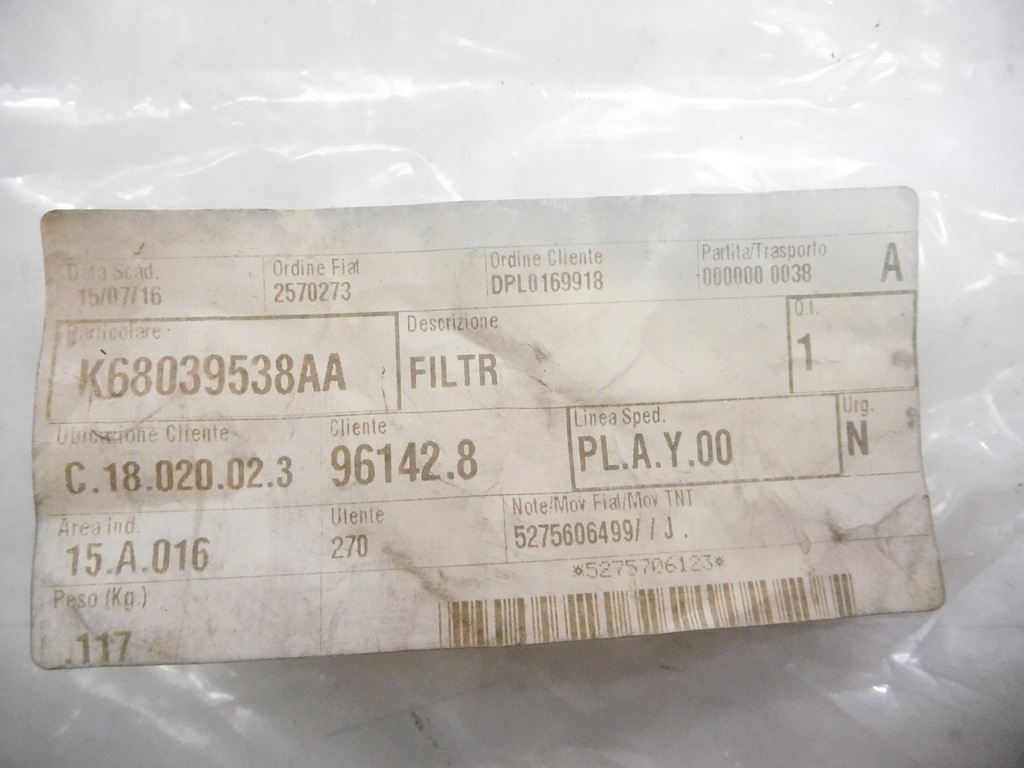 Data Scad. Ordine Fiat Ordine Cliente Partita/Trasporto A
15/07/16 2570273 DPL0169918 000000 0038
Particolare Descrizione Q.t.
K68039538AA FILTR 1
Ubicazione Cliente Cliente Linea Sped. Urg.
C.18.020.02.3 96142.8 PL.A.Y.00 N
Area Ind. Utente Note/Mov Fiat/Mov TNT
15.A.016 270 5275606499/ / J .
Peso (Kg.) *5275706123*
.117